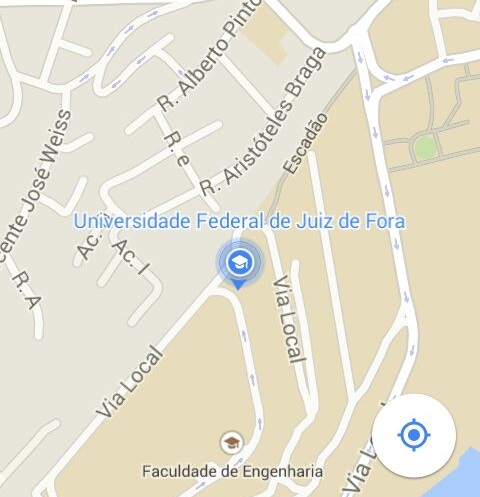 R. Alberto Pinto
R. Aristóteles Braga
Escadão
R. e
cente José Weiss
Universidade Federal de Juiz de Fora
Ac. I
R. A
Via Local
Via Local
Faculdade de Engenharia